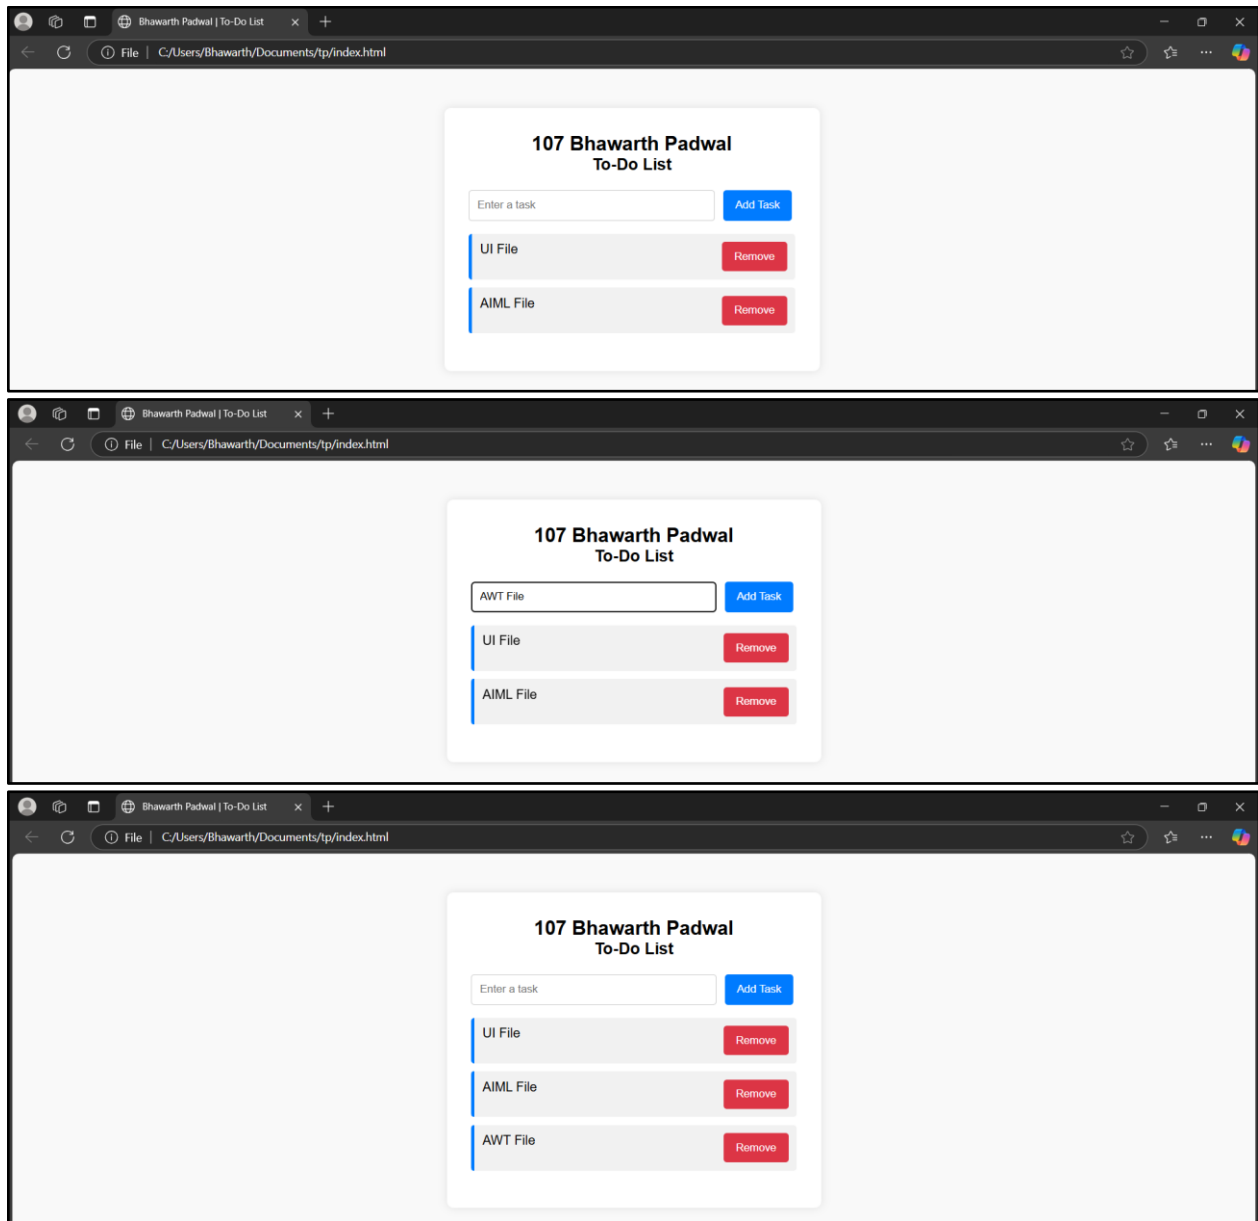 Bhawarth Padwal | To-Do List
File | C:/Users/Bhawarth/Documents/tp/index.html
107 Bhawarth Padwal
To-Do List
Enter a task Add Task
UI File Remove
AIML File Remove
Bhawarth Padwal | To-Do List
File | C:/Users/Bhawarth/Documents/tp/index.html
107 Bhawarth Padwal
To-Do List
AWT File Add Task
UI File Remove
AIML File Remove
Bhawarth Padwal | To-Do List
File | C:/Users/Bhawarth/Documents/tp/index.html
107 Bhawarth Padwal
To-Do List
Enter a task Add Task
UI File Remove
AIML File Remove
AWT File Remove